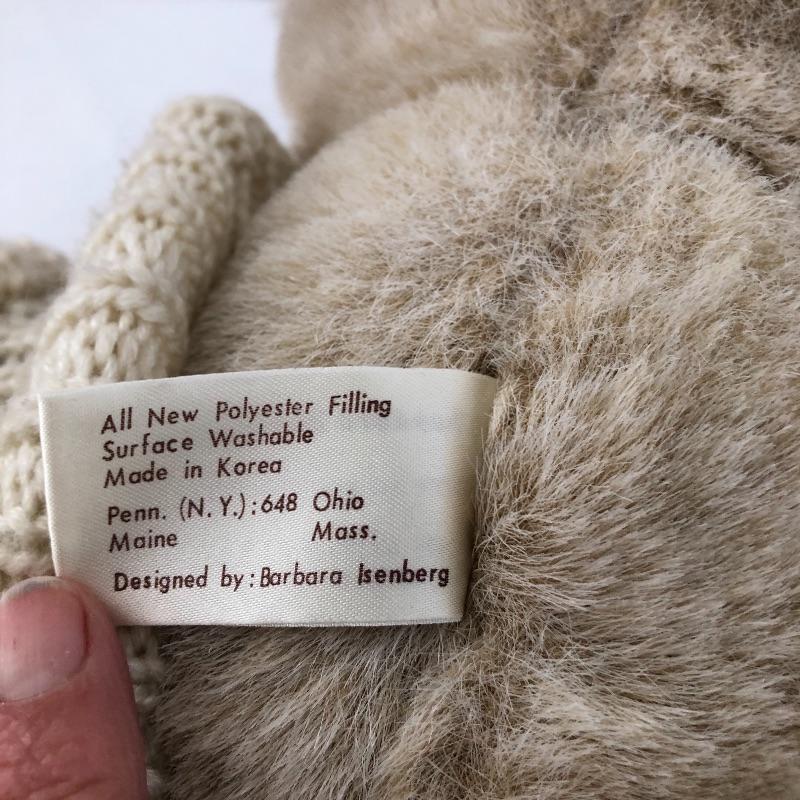 All New Polyester Filling
Surface Washable
Made in Korea
Penn. (N.Y.):648 Ohio
Maine Mass.
Designed by:Barbara Isenberg